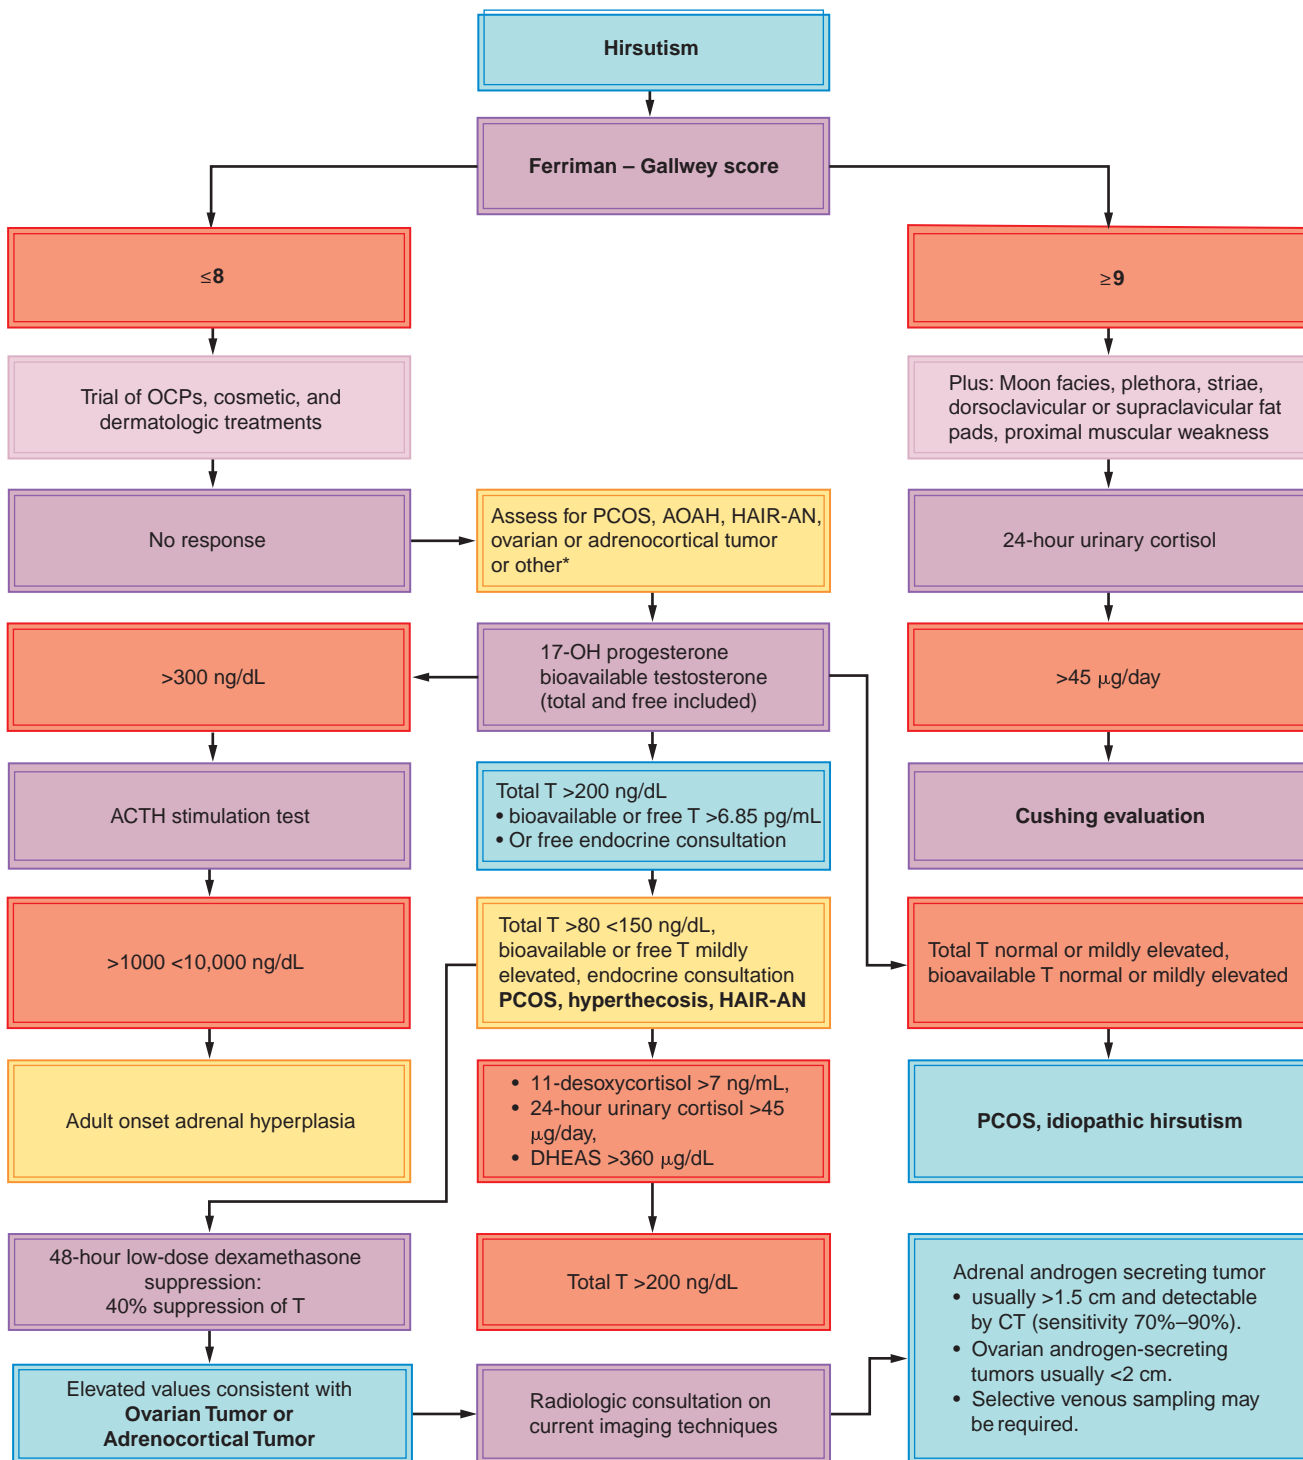 Hirsutism
Ferriman – Gallwey score
≤8
≥9
Trial of OCPs, cosmetic, and
dermatologic treatments
Plus: Moon facies, plethora, striae,
dorsoclavicular or supraclavicular fat
pads, proximal muscular weakness
No response
Assess for PCOS, AOAH, HAIR-AN,
ovarian or adrenocortical tumor
or other*
24-hour urinary cortisol
>300 ng/dL
17-OH progesterone
bioavailable testosterone
(total and free included)
>45 μg/day
ACTH stimulation test
Total T >200 ng/dL
• bioavailable or free T >6.85 pg/mL
• Or free endocrine consultation
Cushing evaluation
>1000 <10,000 ng/dL
Total T >80 <150 ng/dL,
bioavailable or free T mildly
elevated, endocrine consultation
PCOS, hyperthecosis, HAIR-AN
Total T normal or mildly elevated,
bioavailable T normal or mildly elevated
Adult onset adrenal hyperplasia
• 11-desoxycortisol >7 ng/mL,
• 24-hour urinary cortisol >45
μg/day,
• DHEAS >360 μg/dL
PCOS, idiopathic hirsutism
48-hour low-dose dexamethasone
suppression:
40% suppression of T
Total T >200 ng/dL
Adrenal androgen secreting tumor
• usually >1.5 cm and detectable
by CT (sensitivity 70%–90%).
• Ovarian androgen-secreting
tumors usually <2 cm.
• Selective venous sampling may
be required.
Elevated values consistent with
Ovarian Tumor or
Adrenocortical Tumor
Radiologic consultation on
current imaging techniques